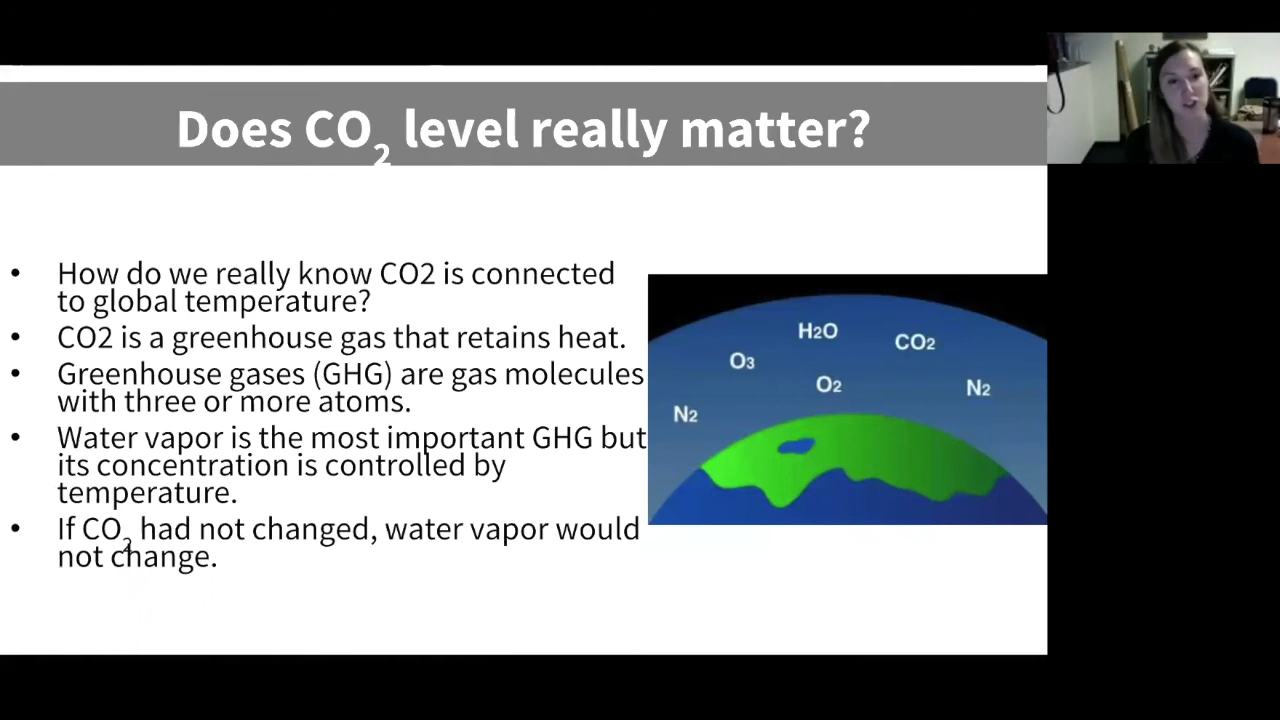 Does CO₂ level really matter?
• How do we really know CO2 is connected
to global temperature?
• CO2 is a greenhouse gas that retains heat.
• Greenhouse gases (GHG) are gas molecules
with three or more atoms.
• Water vapor is the most important GHG but
its concentration is controlled by
temperature.
• If CO₂ had not changed, water vapor would
not change.
H2O
CO2
O3
O2
N2
N2